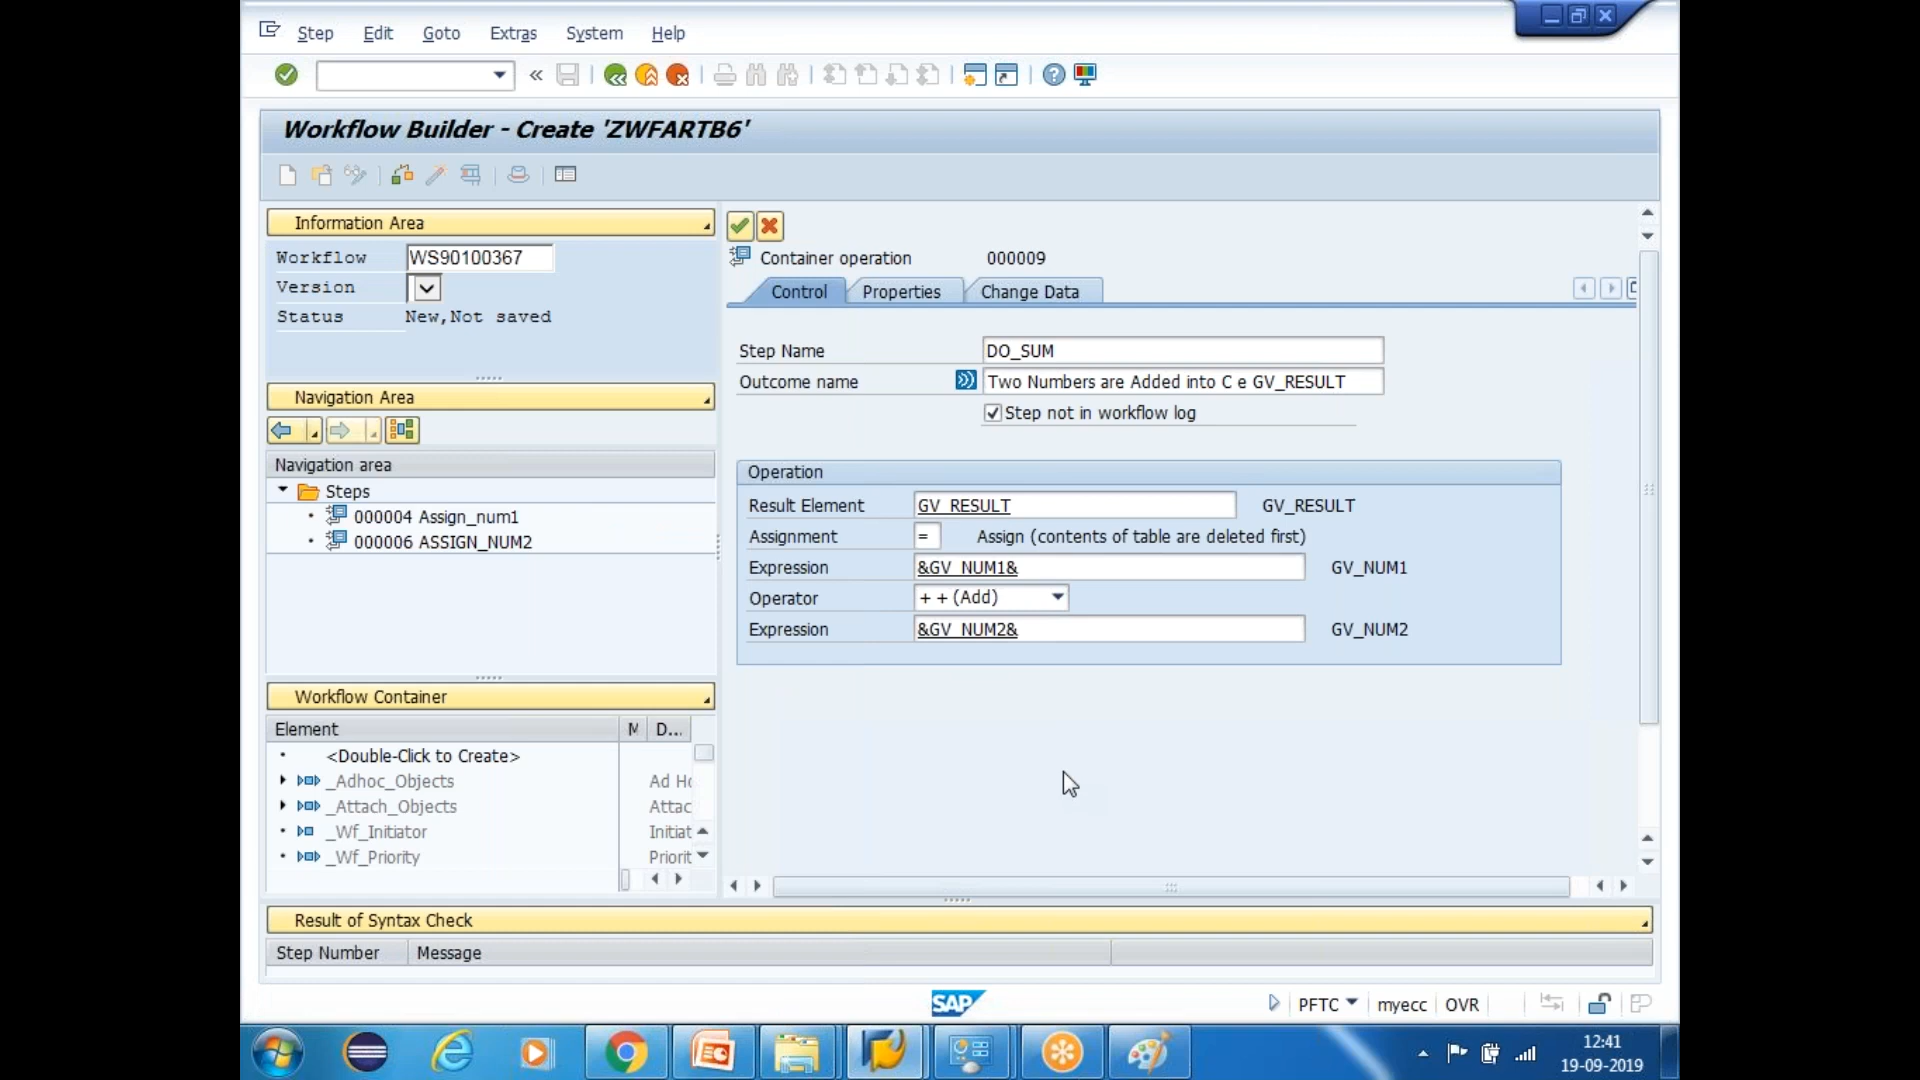 Step Edit Goto Extras System Help
Workflow Builder - Create 'ZWFARTB6'
Information Area
Workflow WS90100367
Version
Status New,Not saved
Navigation Area
Navigation area
Steps
000004 Assign_num1
000006 ASSIGN_NUM2
Workflow Container
Element M D...
<Double-Click to Create>
_Adhoc_Objects Ad Ho
_Attach_Objects Attac
_Wf_Initiator Initiat
_Wf_Priority Priorit
Container operation 000009
Control Properties Change Data
Step Name DO_SUM
Outcome name Two Numbers are Added into C e GV_RESULT
Step not in workflow log
Operation
Result Element GV_RESULT GV_RESULT
Assignment = Assign (contents of table are deleted first)
Expression &GV_NUM1& GV_NUM1
Operator + + (Add)
Expression &GV_NUM2& GV_NUM2
Result of Syntax Check
Step Number Message
SAP
PFTC myecc OVR
12:41
19-09-2019